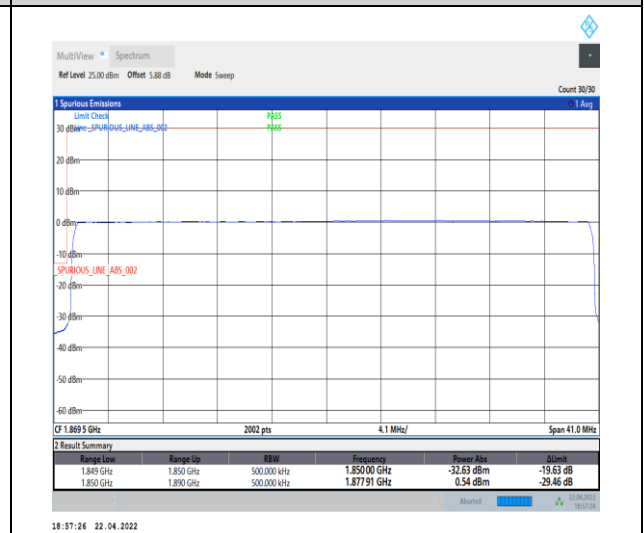 MultiView Spectrum
Ref Level 25.00 dBm Offset 5.88 dB Mode Sweep
Count 30/30
1 Spurious Emissions 1 Avg
Limit Check PASS
Line _SPURIOUS_LINE_ABS_002 PASS
30 dBm
20 dBm
10 dBm
0 dBm
-10 dBm
_SPURIOUS_LINE_ABS_002
-20 dBm
-30 dBm
-40 dBm
-50 dBm
-60 dBm
CF 1.869 5 GHz 2002 pts 4.1 MHz/ Span 41.0 MHz
2 Result Summary
Range Low Range Up RBW Frequency Power Abs ΔLimit
1.849 GHz 1.850 GHz 500.000 kHz 1.85000 GHz -32.63 dBm -19.63 dB
1.850 GHz 1.890 GHz 500.000 kHz 1.87791 GHz 0.54 dBm -29.46 dB
Aborted 22.04.2022
18:57:26
18:57:26 22.04.2022